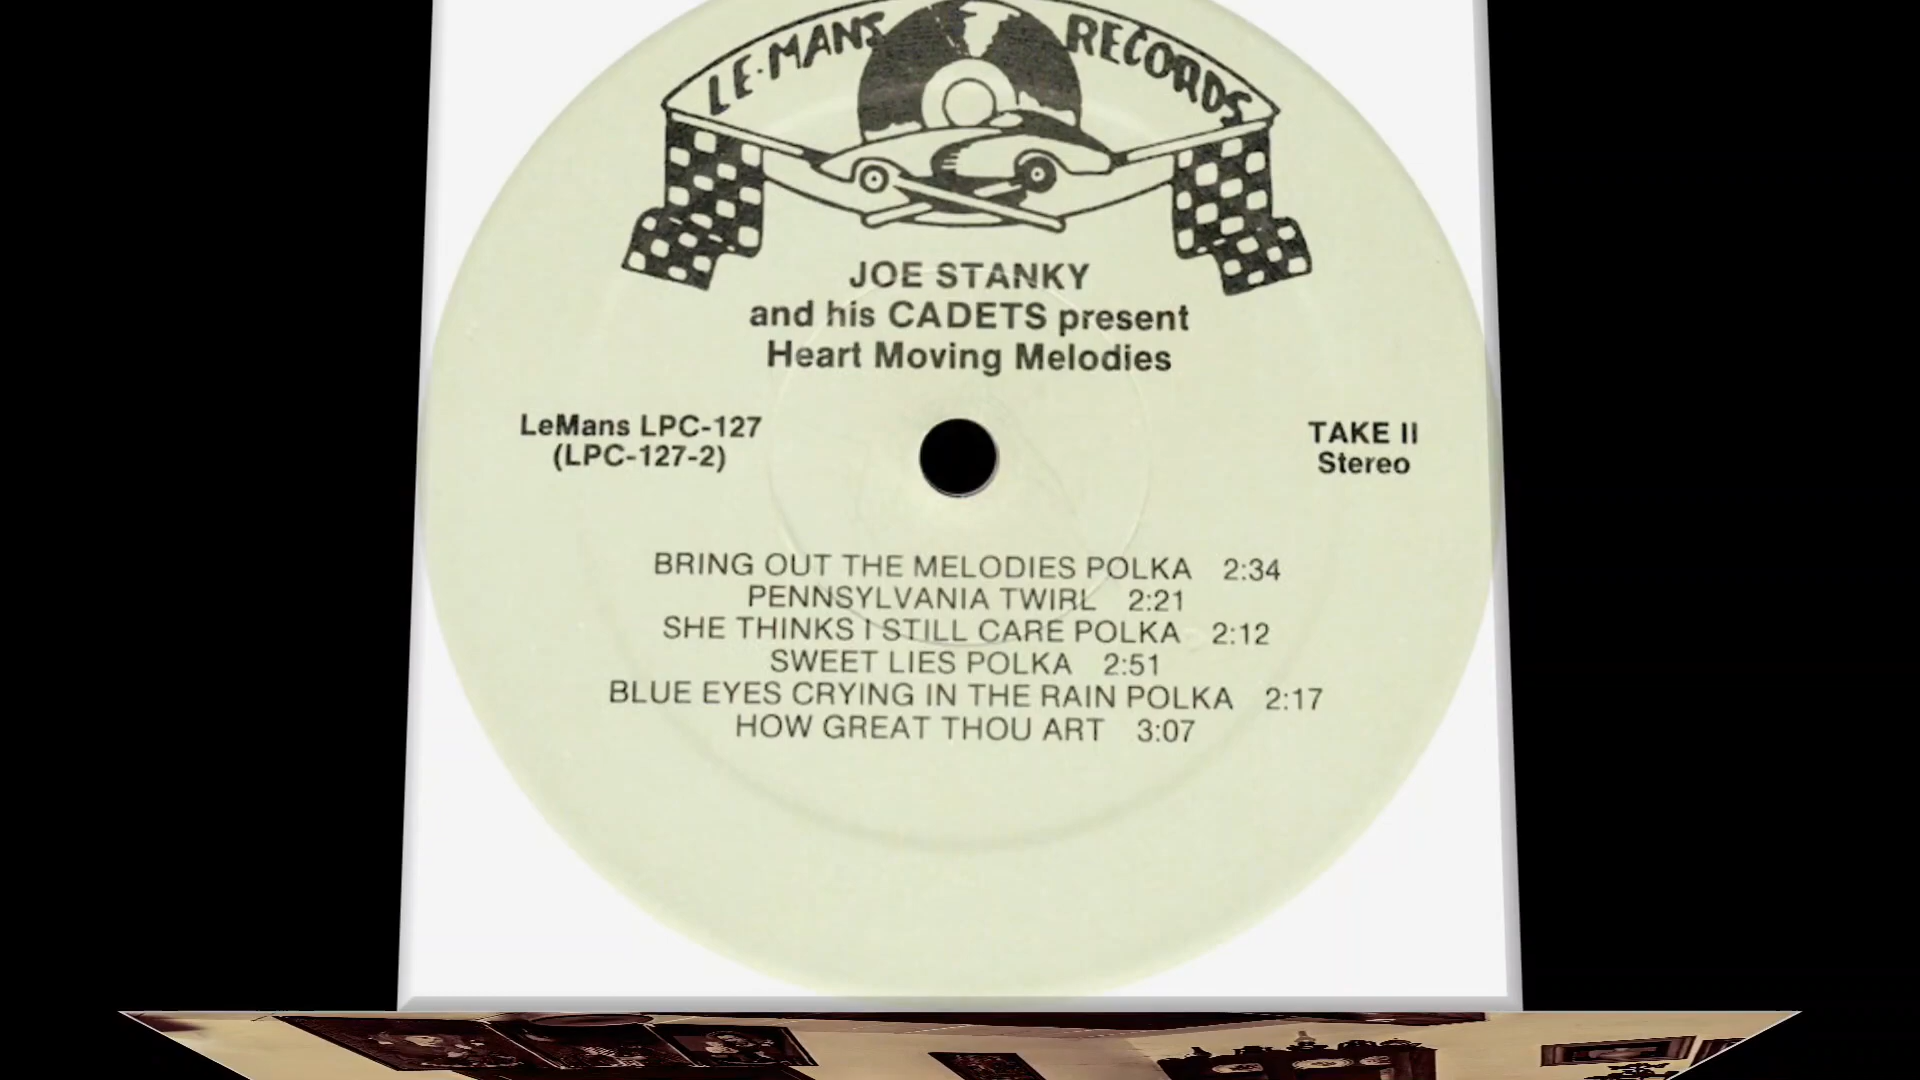 LE·MANS RECORDS
JOE STANKY
and his CADETS present
Heart Moving Melodies
LeMans LPC-127
(LPC-127-2)
TAKE II
Stereo
BRING OUT THE MELODIES POLKA 2:34
PENNSYLVANIA TWIRL 2:21
SHE THINKS I STILL CARE POLKA 2:12
SWEET LIES POLKA 2:51
BLUE EYES CRYING IN THE RAIN POLKA 2:17
HOW GREAT THOU ART 3:07